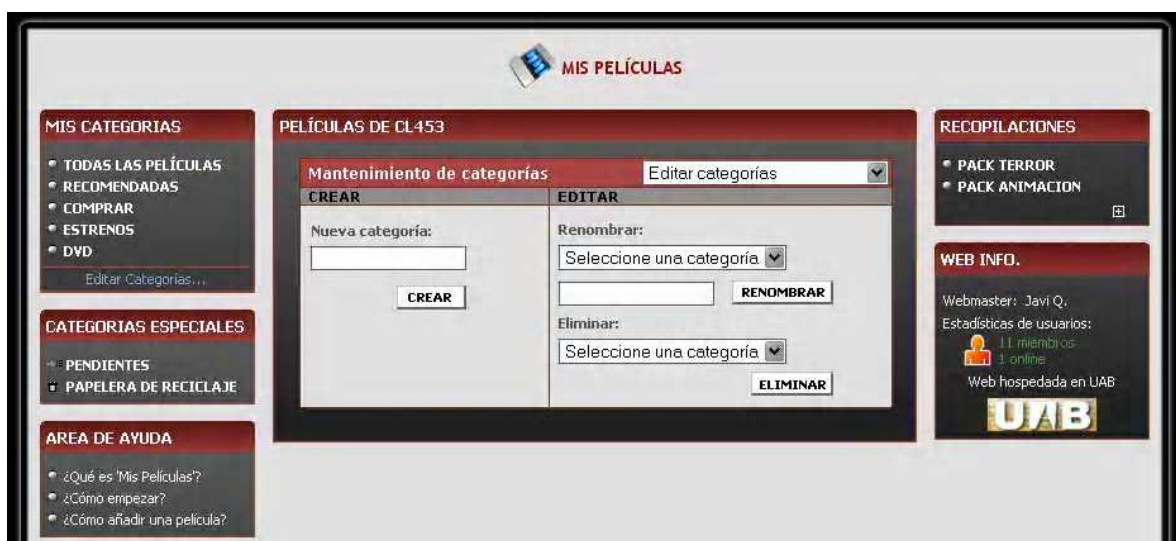 MIS PELÍCULAS
MIS CATEGORIAS
TODAS LAS PELÍCULAS
RECOMENDADAS
COMPRAR
ESTRENOS
DVD
Editar Categorías...
CATEGORIAS ESPECIALES
PENDIENTES
PAPELERA DE RECICLAJE
AREA DE AYUDA
¿Qué es 'Mis Películas'?
¿Cómo empezar?
¿Cómo añadir una película?
PELÍCULAS DE CL453
Mantenimiento de categorías
Editar categorías
CREAR
Nueva categoría:
CREAR
EDITAR
Renombrar:
Seleccione una categoría
RENOMBRAR
Eliminar:
Seleccione una categoría
ELIMINAR
RECOPILACIONES
PACK TERROR
PACK ANIMACION
WEB INFO.
Webmaster: Javi Q.
Estadísticas de usuarios:
11 miembros
1 online
Web hospedada en UAB
UAB